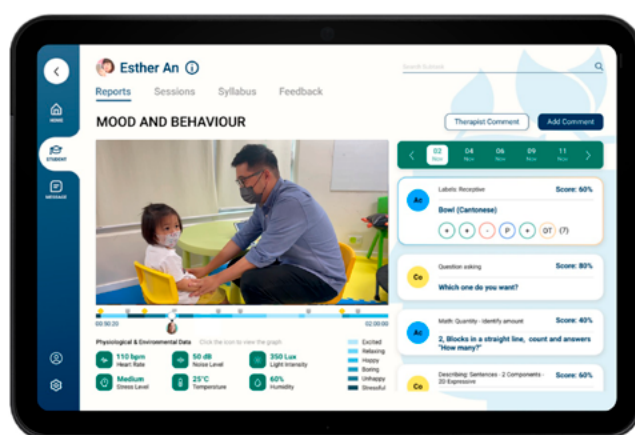 Esther An
Search Subtask
Reports Sessions Syllabus Feedback
MOOD AND BEHAVIOUR
Therapist Comment
Add Comment
HOME
STUDENT
MESSAGE
02 Nov
04 Nov
06 Nov
09 Nov
11 Nov
Ac
Labels: Receptive
Score: 60%
Bowl (Cantonese)
+ + - P + OT (7)
Co
Question asking
Score: 80%
Which one do you want?
Ac
Math: Quantity - Identify amount
Score: 40%
2, Blocks in a straight line, count and answers
"How many?"
Co
Describing: Sentences - 2 Components -
2D Expressive
Score: 60%
00:50:20
02:00:00
Physiological & Environmental Data Click the icon to view the graph
110 bpm
Heart Rate
50 dB
Noise Level
350 Lux
Light Intensity
Medium
Stress Level
25°C
Temperature
60%
Humidity
Excited
Relaxing
Happy
Boring
Unhappy
Stressful